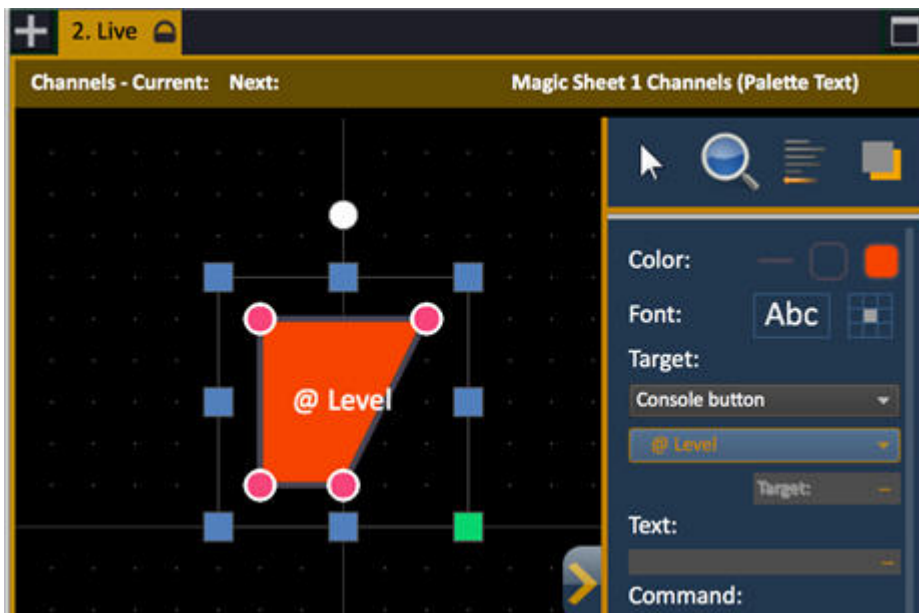 2. Live
Channels - Current: Next:
Magic Sheet 1 Channels (Palette Text)
@ Level
Color:
Font:
Abc
Target:
Console button
@ Level
Target:
Text:
Command: